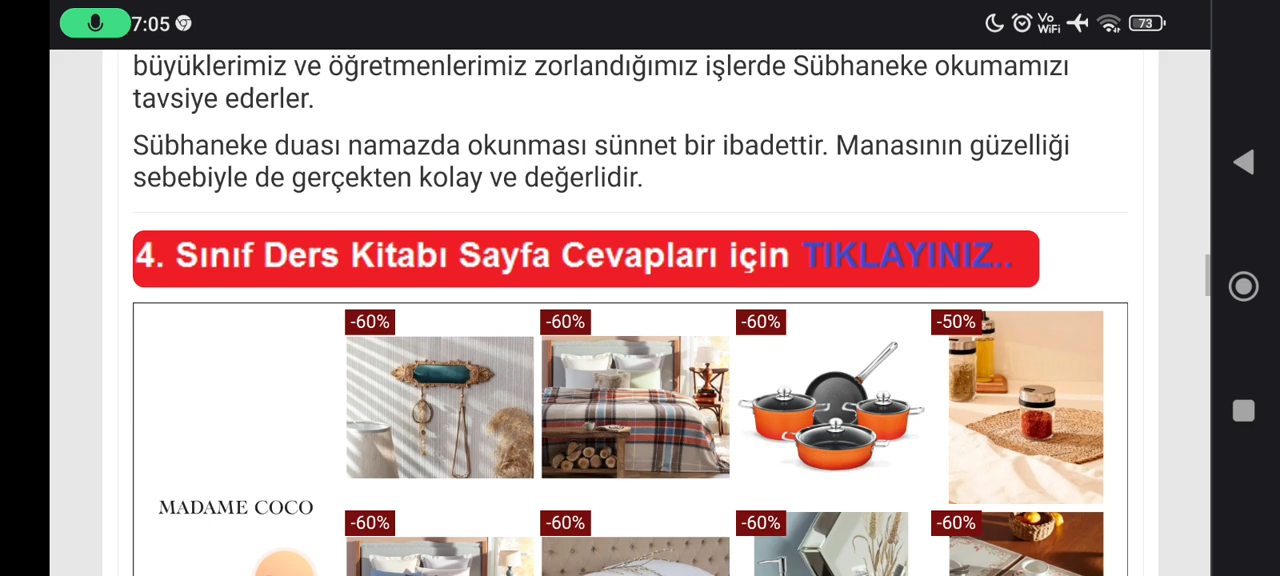 7:05
Vo
WiFi
73
büyüklerimiz ve öğretmenlerimiz zorlandığımız işlerde Sübhaneke okumamızı
tavsiye ederler.
Sübhaneke duası namazda okunması sünnet bir ibadettir. Manasının güzelliği
sebebiyle de gerçekten kolay ve değerlidir.
4. Sınıf Ders Kitabı Sayfa Cevapları için TIKLAYINIZ..
-60%
-60%
-60%
-50%
MADAME COCO
-60%
-60%
-60%
-60%